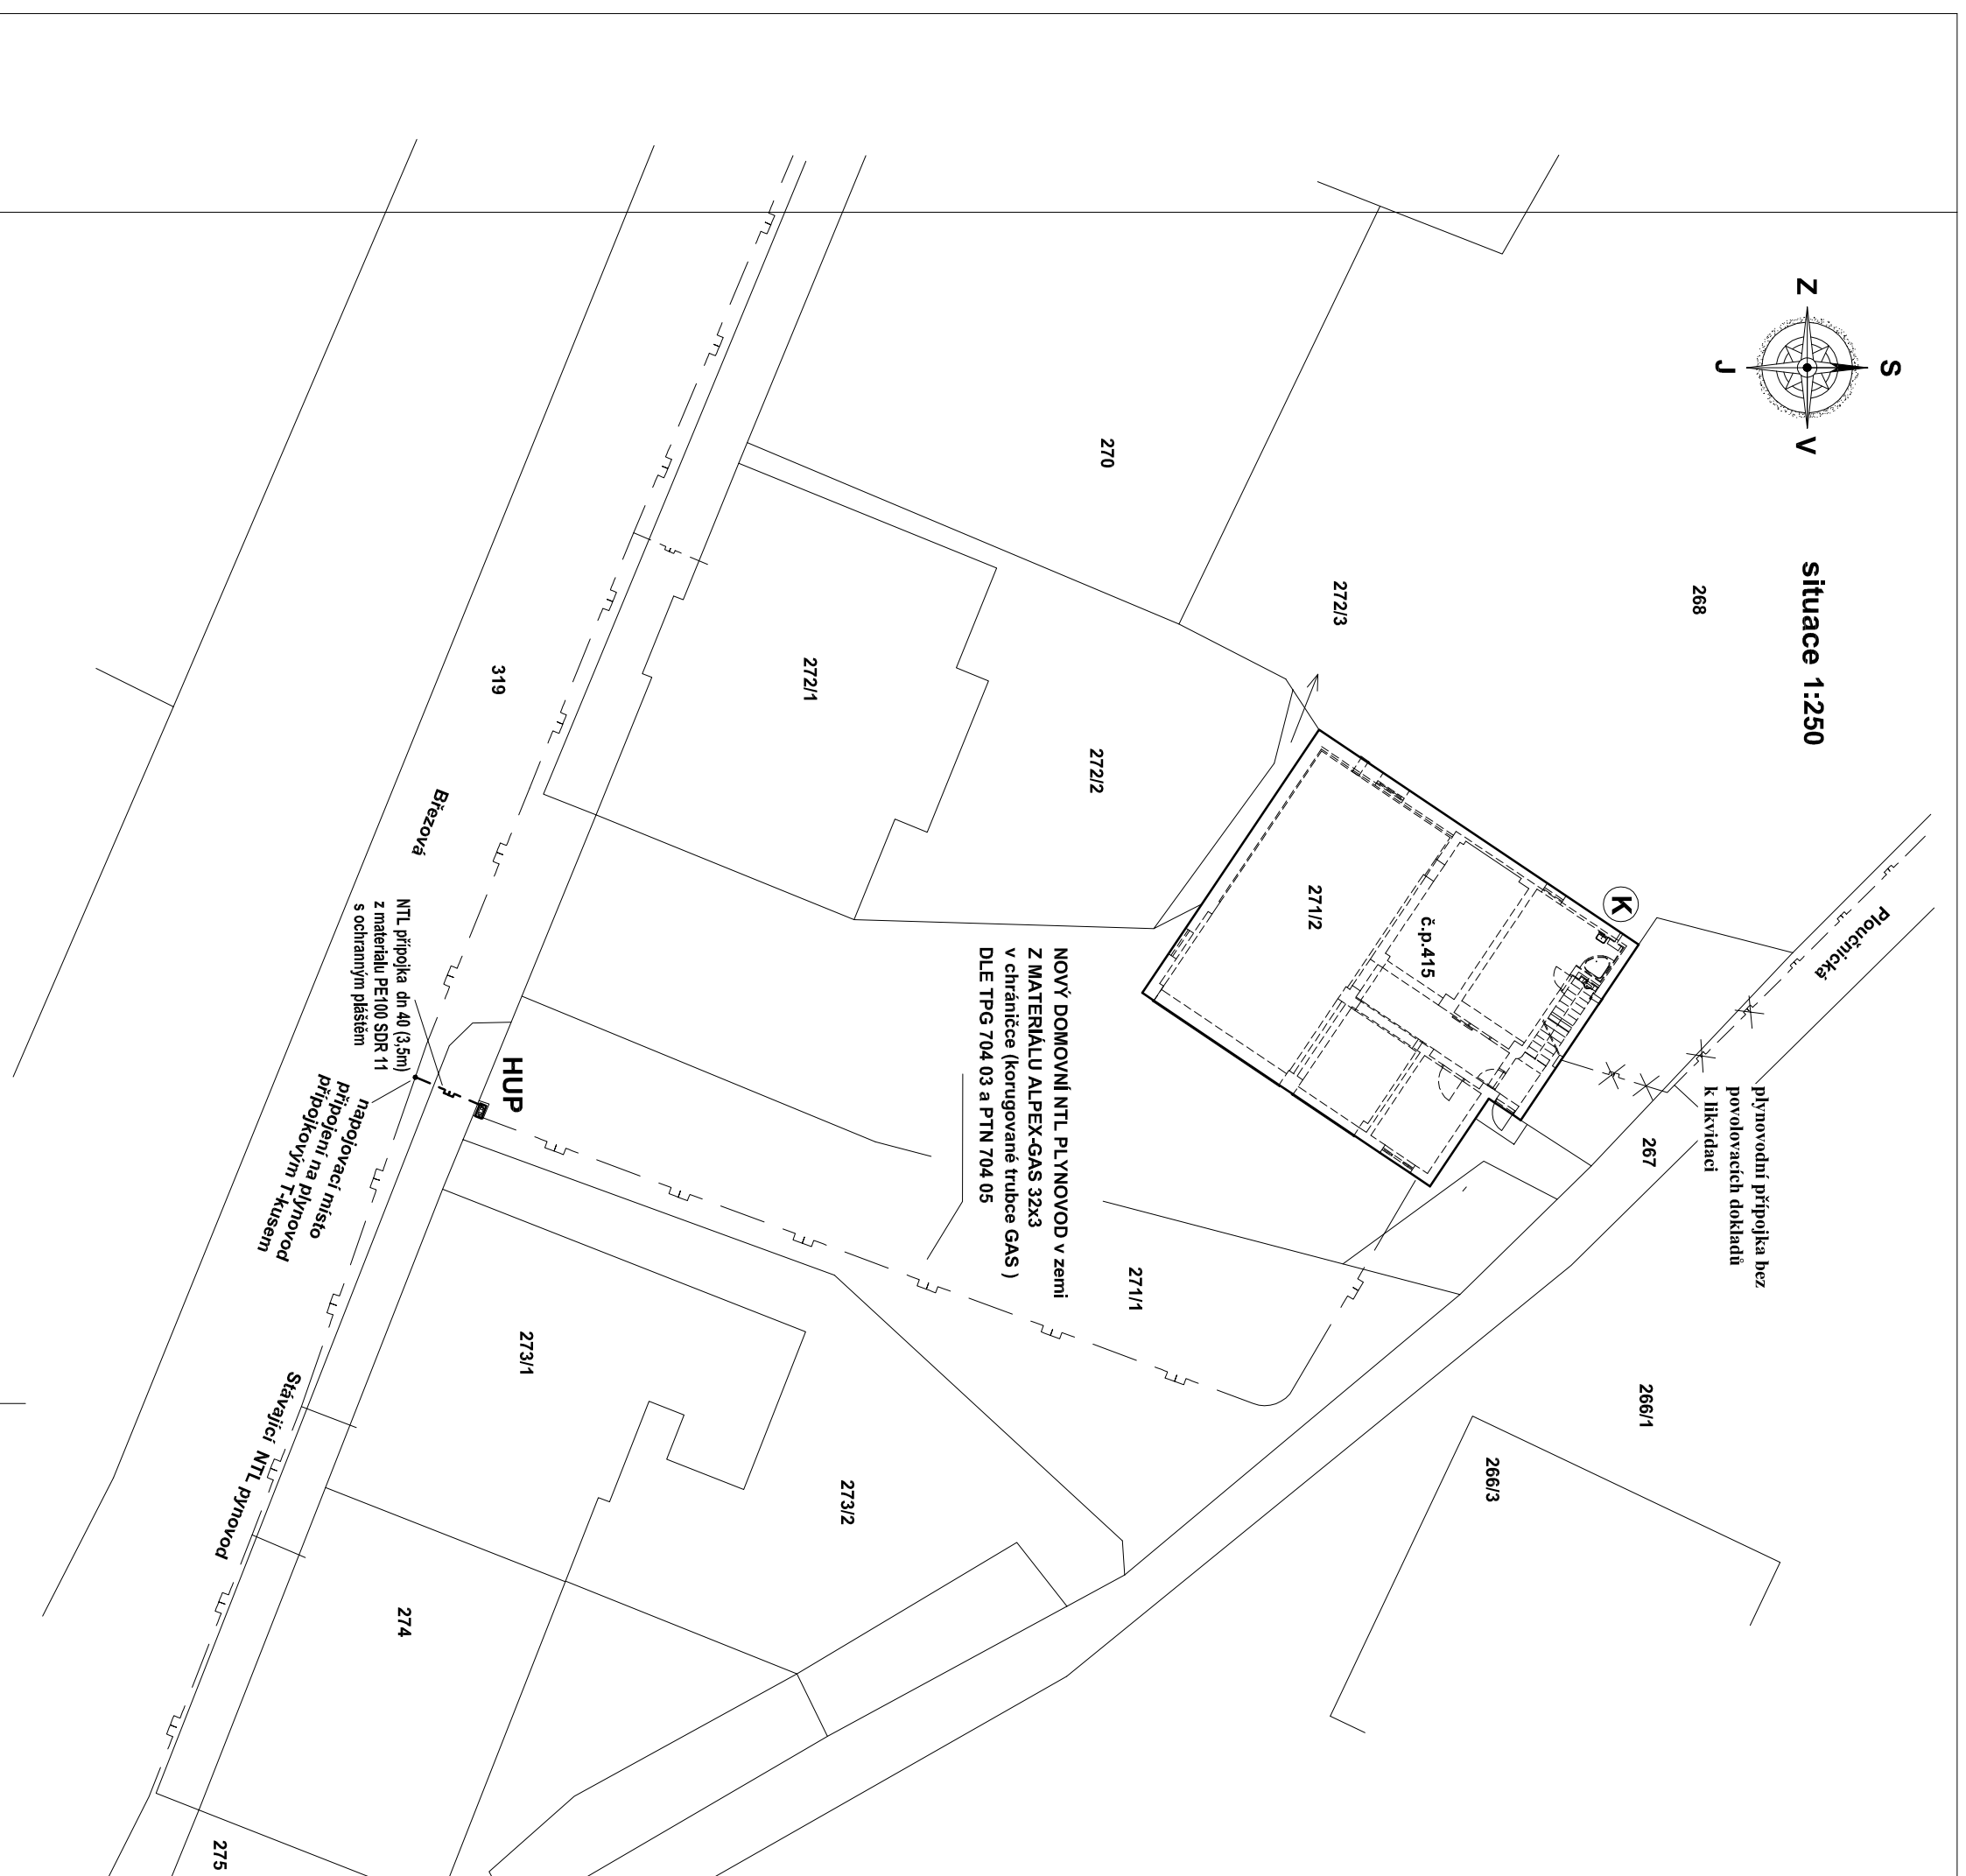 situace 1:250
S
Z
V
J
268
272/3
270
272/1
272/2
319
Březová
271/2
č.p.415
K
Ploučnická
plynovodní přípojka bez
povolovacích dokladů
k likvidaci
267
266/1
266/3
NOVÝ DOMOVNÍ NTL PLYNOVOD v zemi
Z MATERIÁLU ALPEX-GAS 32x3
v chráničce (korugované trubce GAS )
DLE TPG 704 03 a PTN 704 05
271/1
HUP
NTL přípojka dn 40 (3,5m)
z materialu PE100 SDR 11
s ochranným pláštěm
napojovací místo
připojení na plynovod
přípojkovým T-kusem
273/1
273/2
Stávající NTL pynovod
274
275